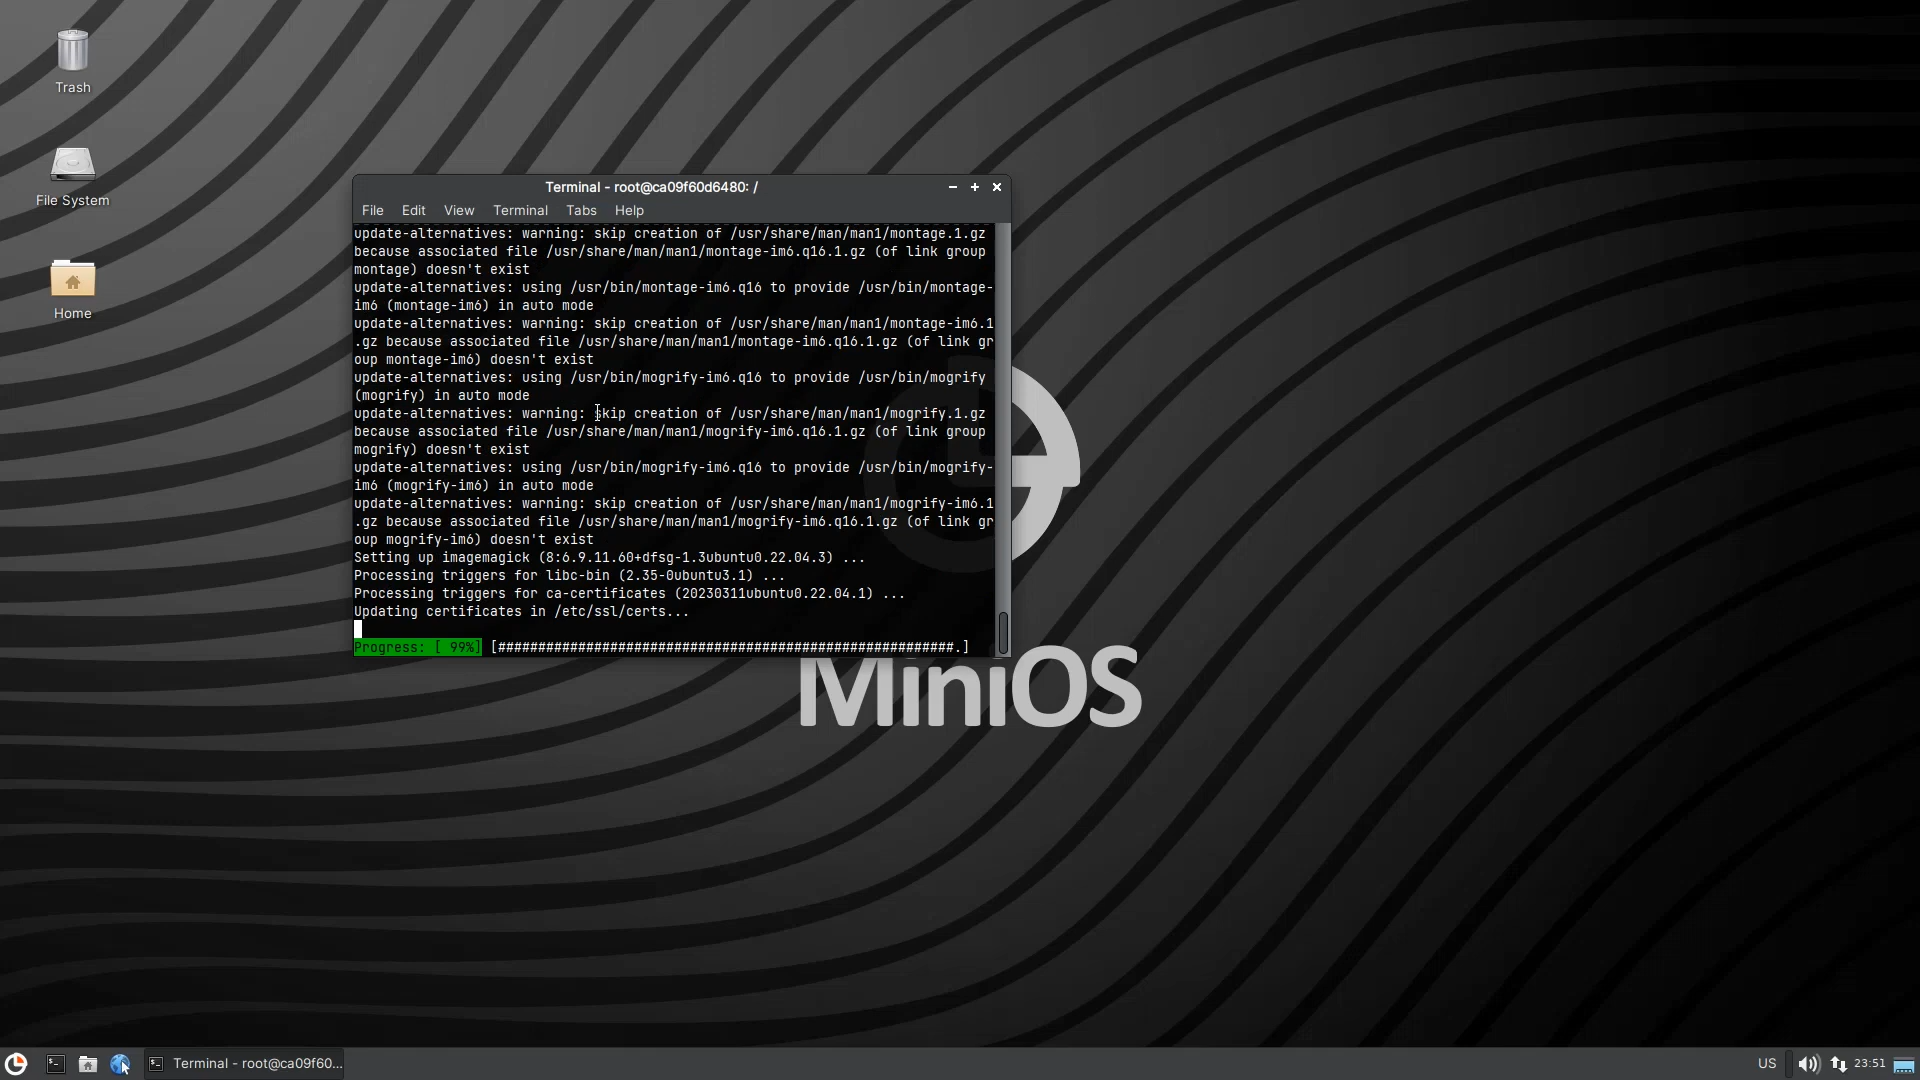 Trash
File System
Home
Terminal - root@ca09f60d6480: /
File Edit View Terminal Tabs Help
update-alternatives: warning: skip creation of /usr/share/man/man1/montage.1.gz
because associated file /usr/share/man/man1/montage-im6.q16.1.gz (of link group
montage) doesn't exist
update-alternatives: using /usr/bin/montage-im6.q16 to provide /usr/bin/montage-
im6 (montage-im6) in auto mode
update-alternatives: warning: skip creation of /usr/share/man/man1/montage-im6.1
.gz because associated file /usr/share/man/man1/montage-im6.q16.1.gz (of link gr
oup montage-im6) doesn't exist
update-alternatives: using /usr/bin/mogrify-im6.q16 to provide /usr/bin/mogrify
(mogrify) in auto mode
update-alternatives: warning: skip creation of /usr/share/man/man1/mogrify.1.gz
because associated file /usr/share/man/man1/mogrify-im6.q16.1.gz (of link group
mogrify) doesn't exist
update-alternatives: using /usr/bin/mogrify-im6.q16 to provide /usr/bin/mogrify-
im6 (mogrify-im6) in auto mode
update-alternatives: warning: skip creation of /usr/share/man/man1/mogrify-im6.1
.gz because associated file /usr/share/man/man1/mogrify-im6.q16.1.gz (of link gr
oup mogrify-im6) doesn't exist
Setting up imagemagick (8:6.9.11.60+dfsg-1.3ubuntu0.22.04.3) ...
Processing triggers for libc-bin (2.35-0ubuntu3.1) ...
Processing triggers for ca-certificates (20230311ubuntu0.22.04.1) ...
Updating certificates in /etc/ssl/certs...
Progress: [ 99%] [#########################################################.]
MiniOS
Terminal - root@ca09f60...
US 23:51